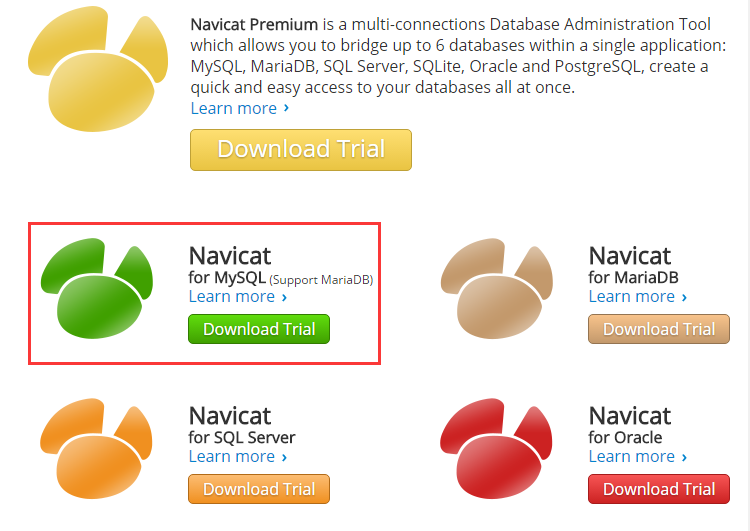 Navicat Premium is a multi-connections Database Administration Tool
which allows you to bridge up to 6 databases within a single application:
MySQL, MariaDB, SQL Server, SQLite, Oracle and PostgreSQL, create a
quick and easy access to your databases all at once.
Learn more ›
Download Trial
Navicat
for MySQL (Support MariaDB)
Learn more ›
Download Trial
Navicat
for MariaDB
Learn more ›
Download Trial
Navicat
for SQL Server
Learn more ›
Download Trial
Navicat
for Oracle
Learn more ›
Download Trial